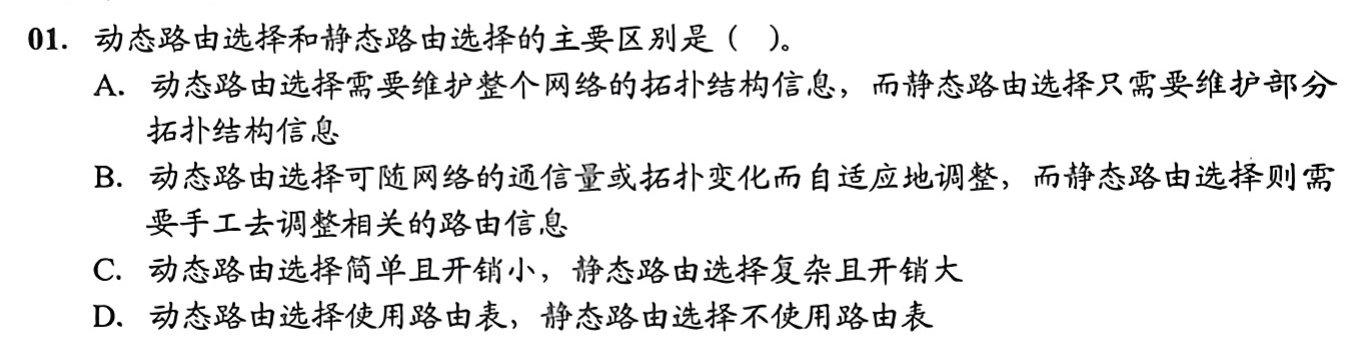 01. 动态路由选择和静态路由选择的主要区别是（　）。
A. 动态路由选择需要维护整个网络的拓扑结构信息，而静态路由选择只需要维护部分
拓扑结构信息
B. 动态路由选择可随网络的通信量或拓扑变化而自适应地调整，而静态路由选择则需
要手工去调整相关的路由信息
C. 动态路由选择简单且开销小，静态路由选择复杂且开销大
D. 动态路由选择使用路由表，静态路由选择不使用路由表